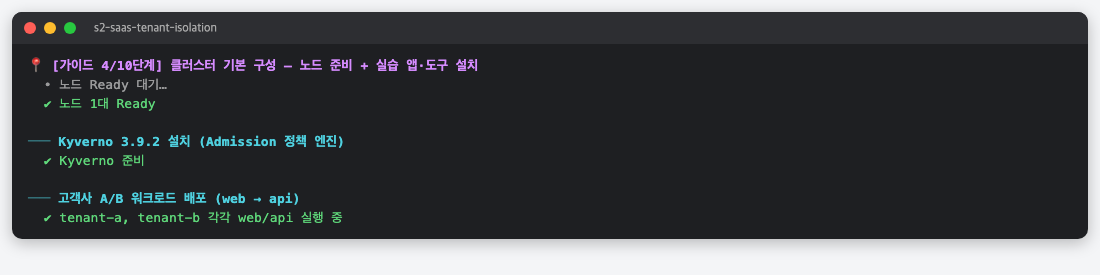 s2-saas-tenant-isolation
📍 [가이드 4/10단계] 클러스터 기본 구성 — 노드 준비 + 실습 앱·도구 설치
• 노드 Ready 대기…
✔ 노드 1대 Ready
── Kyverno 3.9.2 설치 (Admission 정책 엔진)
✔ Kyverno 준비
── 고객사 A/B 워크로드 배포 (web → api)
✔ tenant-a, tenant-b 각각 web/api 실행 중